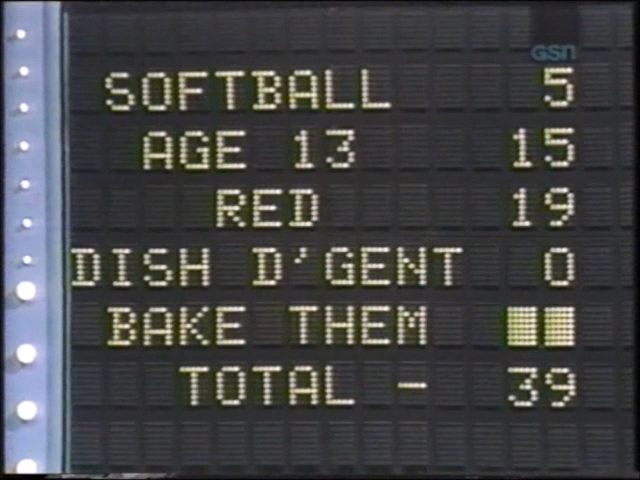 GSN
SOFTBALL 5
AGE 13 15
RED 19
DISH D'GENT 0
BAKE THEM
TOTAL - 39